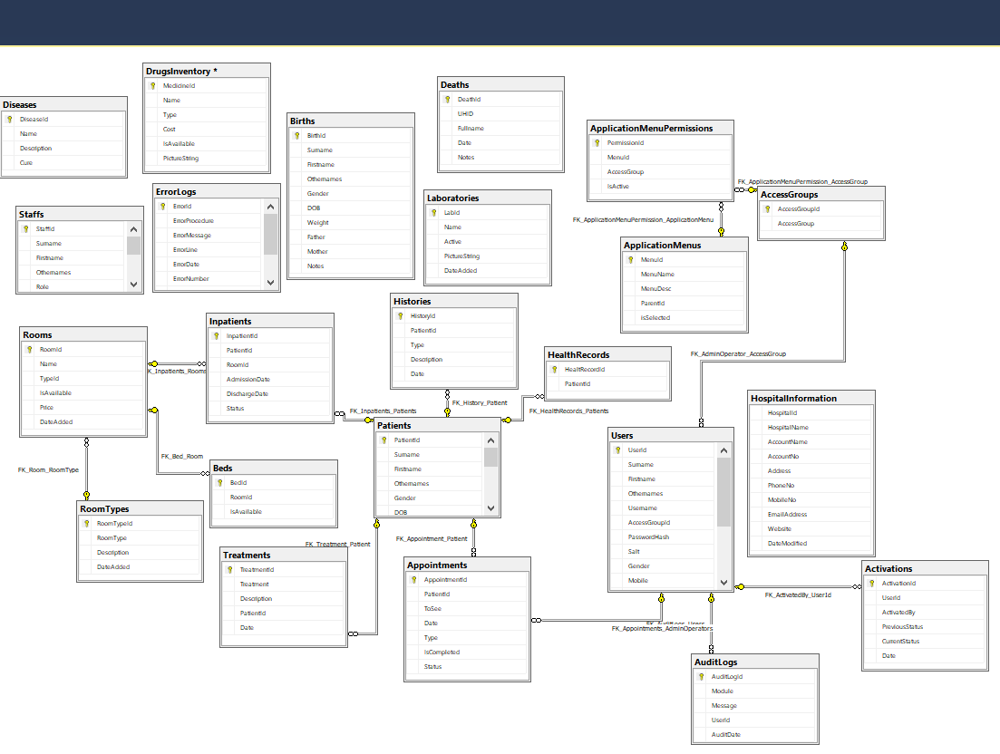 DrugsInventory *
MedicineId
Name
Type
Cost
IsAvailable
PictureString
Diseases
DiseaseId
Name
Description
Cure
Births
BirthId
Surname
Firstname
Othernames
Gender
DOB
Weight
Father
Mother
Notes
Deaths
DeathId
UHID
Fullname
Date
Notes
ApplicationMenuPermissions
PermissionId
MenuId
AccessGroup
IsActive
FK_ApplicationMenuPermission_AccessGroup
AccessGroups
AccessGroupId
AccessGroup
FK_ApplicationMenuPermission_ApplicationMenu
ApplicationMenus
MenuId
MenuName
MenuDesc
ParentId
IsSelected
ErrorLogs
ErrorId
ErrorProcedure
ErrorMessage
ErrorLine
ErrorDate
ErrorNumber
Staffs
StaffId
Surname
Firstname
Othernames
Role
Laboratories
LabId
Name
Active
PictureString
DateAdded
Histories
HistoryId
PatientId
Type
Description
Date
Inpatients
InpatientId
PatientId
RoomId
AdmissionDate
DischargeDate
Status
Rooms
RoomId
Name
TypeId
IsAvailable
Price
DateAdded
K_Inpatients_Rooms
HealthRecords
HealtRecordId
PatientId
FK_AdminOperator_AccessGroup
FK_History_Patient
FK_Inpatients_Patients
FK_HealthRecords_Patients
HospitalInformation
HospitalId
HospitalName
AccountName
AccountNo
Address
PhoneNo
MobileNo
EmailAddress
Website
DateModified
Patients
PatientId
Surname
Firstname
Othernames
Gender
DOB
Users
UserId
Surname
Firstname
Othernames
Username
AccessGroupId
PasswordHash
Salt
Gender
Mobile
FK_Bed_Room
FK_Room_RoomType
Beds
BedId
RoomId
IsAvailable
RoomTypes
RoomTypeId
RoomType
Description
DateAdded
FK_Treatment_Patient
FK_Appointment_Patient
Treatments
TreatmentId
Treatment
Description
PatientId
Date
Appointments
AppointmentId
PatientId
ToSee
Date
Type
IsCompleted
Status
Activations
ActivationId
UserId
ActivatedBy
PreviousStatus
CurrentStatus
Date
FK_ActivatedBy_UserId
FK_AuditLogs_Users
FK_Appointments_AdminOperators
AuditLogs
AuditLogId
Module
Message
UserId
AuditDate